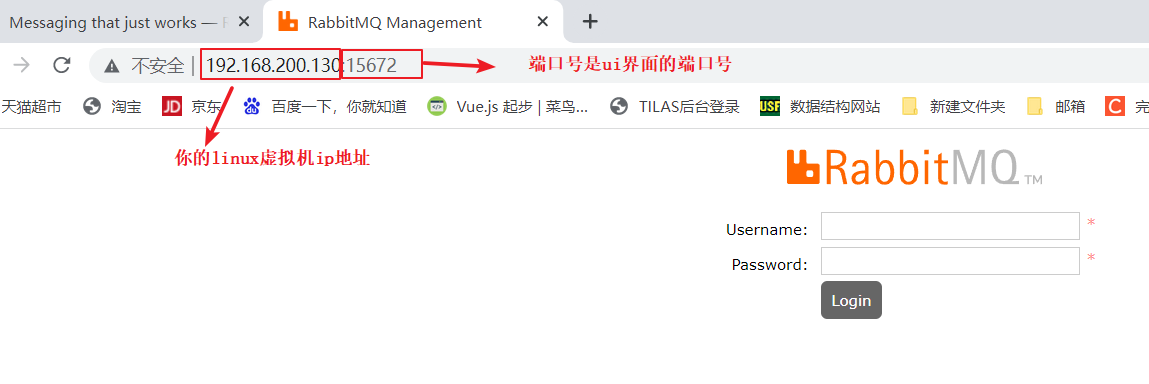 Messaging that just works — R
RabbitMQ Management
不安全 | 192.168.200.130:15672
端口号是ui界面的端口号
天猫超市 淘宝 JD 京东 百度一下，你就知道 Vue.js 起步 | 菜鸟... TILAS后台登录 USF 数据结构网站 新建文件夹 邮箱 C 完
你的linux虚拟机ip地址
RabbitMQ TM
Username: *
Password: *
Login